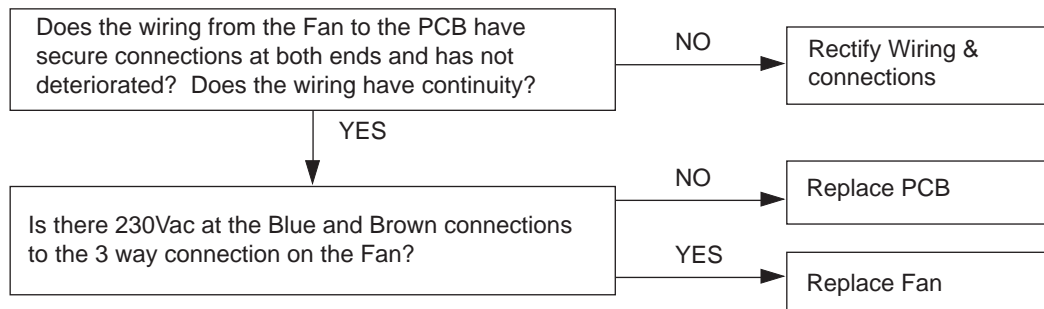 Does the wiring from the Fan to the PCB have
secure connections at both ends and has not
deteriorated? Does the wiring have continuity?
NO
Rectify Wiring &
connections
YES
Is there 230Vac at the Blue and Brown connections
to the 3 way connection on the Fan?
NO
Replace PCB
YES
Replace Fan